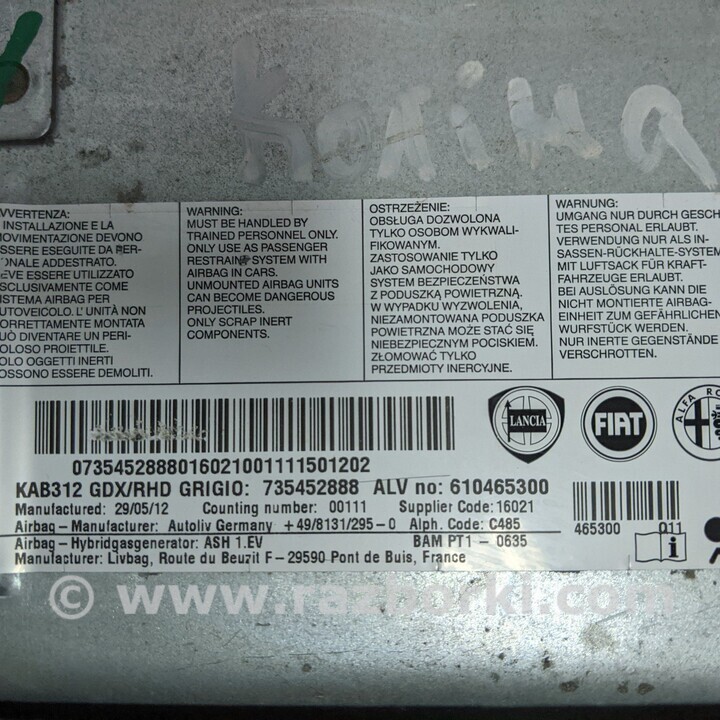 AVVERTENZA:
INSTALLAZIONE E LA
MOVIMENTAZIONE DEVONO
ESSERE ESEGUITE DA PER-
SONALE ADDESTRATO.
DEVE ESSERE UTILIZZATO
ESCLUSIVAMENTE COME
SISTEMA AIRBAG PER
AUTOVEICOLO. L' UNITÀ NON
CORRETTAMENTE MONTATA
PUÒ DIVENTARE UN PERI-
COLOSO PROIETTILE.
SOLO OGGETTI INERTI
POSSONO ESSERE DEMOLITI.
WARNING:
MUST BE HANDLED BY
TRAINED PERSONNEL ONLY.
ONLY USE AS PASSENGER
RESTRAINT SYSTEM WITH
AIRBAG IN CARS.
UNMOUNTED AIRBAG UNITS
CAN BECOME DANGEROUS
PROJECTILES.
ONLY SCRAP INERT
COMPONENTS.
OSTRZEŻENIE:
OBSŁUGA DOZWOLONA
TYLKO OSOBOM WYKWALI-
FIKOWANYM.
ZASTOSOWANIE TYLKO
JAKO SAMOCHODOWY
SYSTEM BEZPIECZEŃSTWA
Z PODUSZKĄ POWIETRZNĄ.
W WYPADKU WYZWOLENIA,
NIEZAMONTOWANA PODUSZKA
POWIETRZNA MOŻE STAĆ SIĘ
NIEBEZPIECZNYM POCISKIEM.
ZŁOMOWAĆ TYLKO
PRZEDMIOTY INERCYJNE.
WARNUNG:
UMGANG NUR DURCH GESCH
TES PERSONAL ERLAUBT.
VERWENDUNG NUR ALS IN-
SASSEN-RÜCKHALTE-SYSTEM
MIT LUFTSACK FÜR KRAFT-
FAHRZEUGE ERLAUBT.
BEI AUSLÖSUNG KANN DIE
NICHT MONTIERTE AIRBAG-
EINHEIT ZUM GEFÄHRLICHEN
WURFSTÜCK WERDEN.
NUR INERTE GEGENSTÄNDE
VERSCHROTTEN.
LANCIA
FIAT
ALFA RO
07354528880160210011115012​02
KAB312 GDX/RHD GRIGIO: 735452888 ALV no: 610465300
Manufactured: 29/05/12 Counting number: 00111 Supplier Code: 16021
Airbag - Manufacturer: Autoliv Germany +49/8131/295-0 Alph. Code: C485
Airbag - Hybridgasgenerator: ASH 1.EV BAM PT1 - 0635
Manufacturer: Livbag, Route du Beuzit F - 29590 Pont de Buis, France
465300 011
i
© www.razborki.com